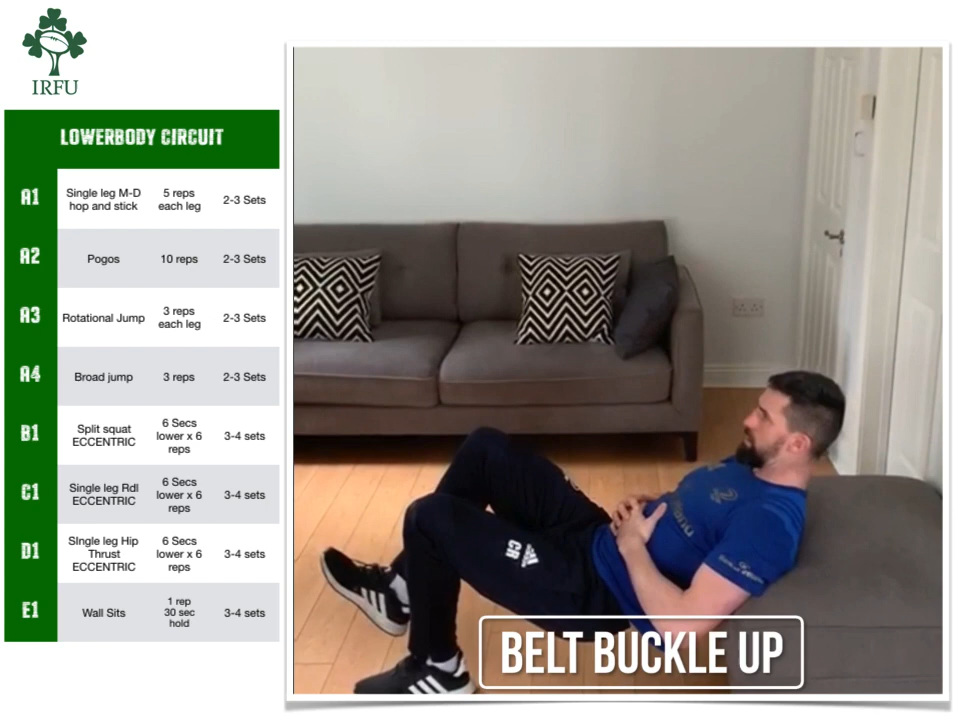 IRFU
LOWERBODY CIRCUIT
A1
Single leg M-D
hop and stick
5 reps
each leg
2-3 Sets
A2
Pogos
10 reps
2-3 Sets
A3
Rotational Jump
3 reps
each leg
2-3 Sets
A4
Broad jump
3 reps
2-3 Sets
B1
Split squat
ECCENTRIC
6 Secs
lower x 6
reps
3-4 sets
C1
Single leg Rdl
ECCENTRIC
6 Secs
lower x 6
reps
3-4 sets
D1
SIngle leg Hip
Thrust
ECCENTRIC
6 Secs
lower x 6
reps
3-4 sets
E1
Wall Sits
1 rep
30 sec
hold
3-4 sets
CR
BELT BUCKLE UP